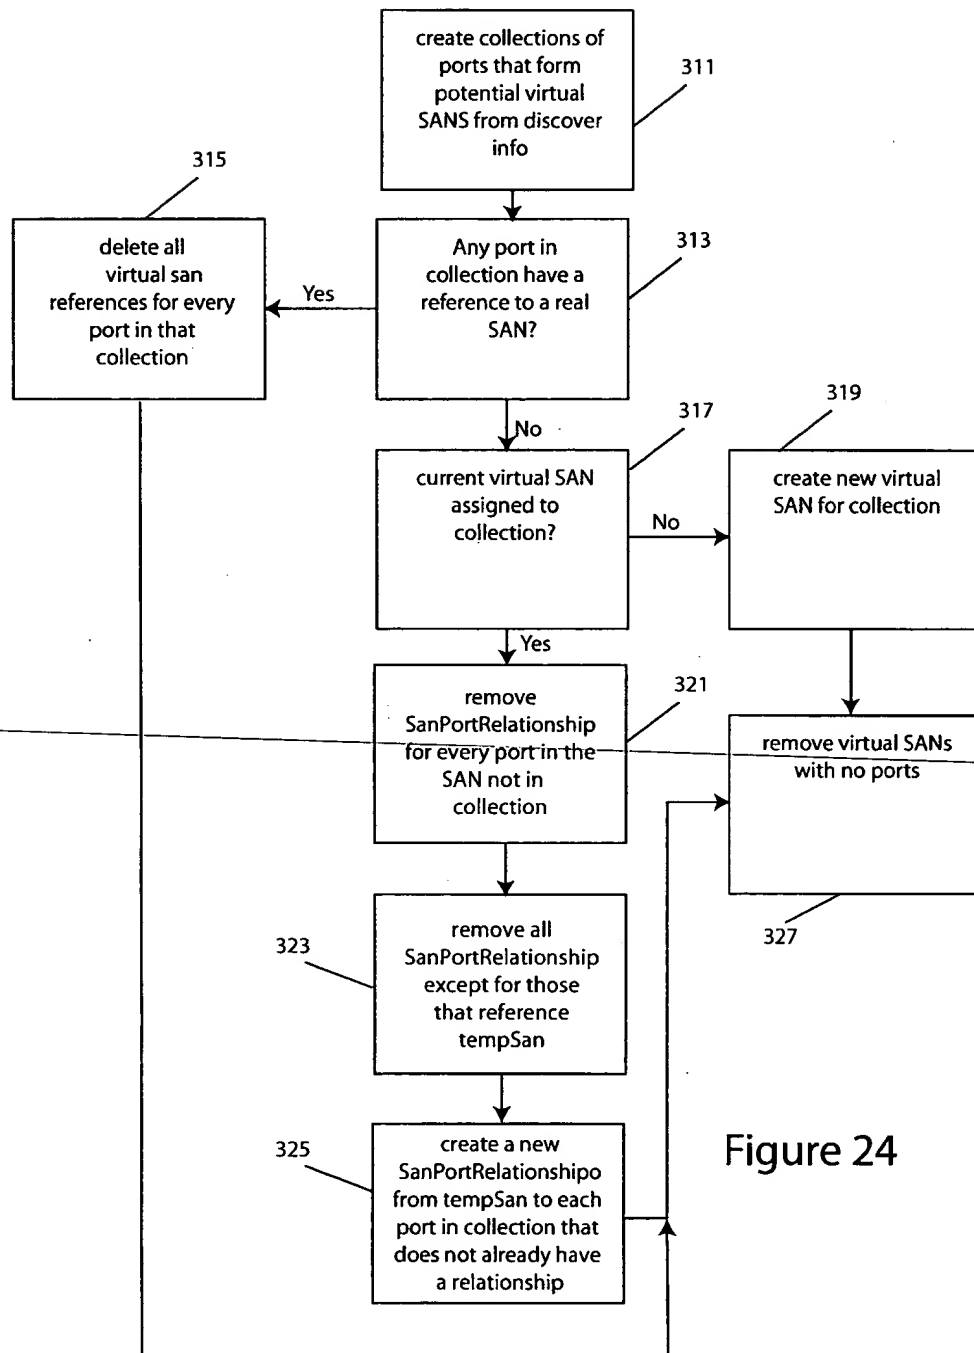 create collections of
ports that form
potential virtual
SANS from discover
info
311
315
delete all
virtual san
references for every
port in that
collection
Yes
Any port in
collection have a
reference to a real
SAN?
313
No
317
319
current virtual SAN
assigned to
collection?
No
create new virtual
SAN for collection
Yes
321
remove
SanPortRelationship
for every port in the
SAN not in
collection
remove virtual SANs
with no ports
327
323
remove all
SanPortRelationship
except for those
that reference
tempSan
325
create a new
SanPortRelationshipo
from tempSan to each
port in collection that
does not already have
a relationship
Figure 24